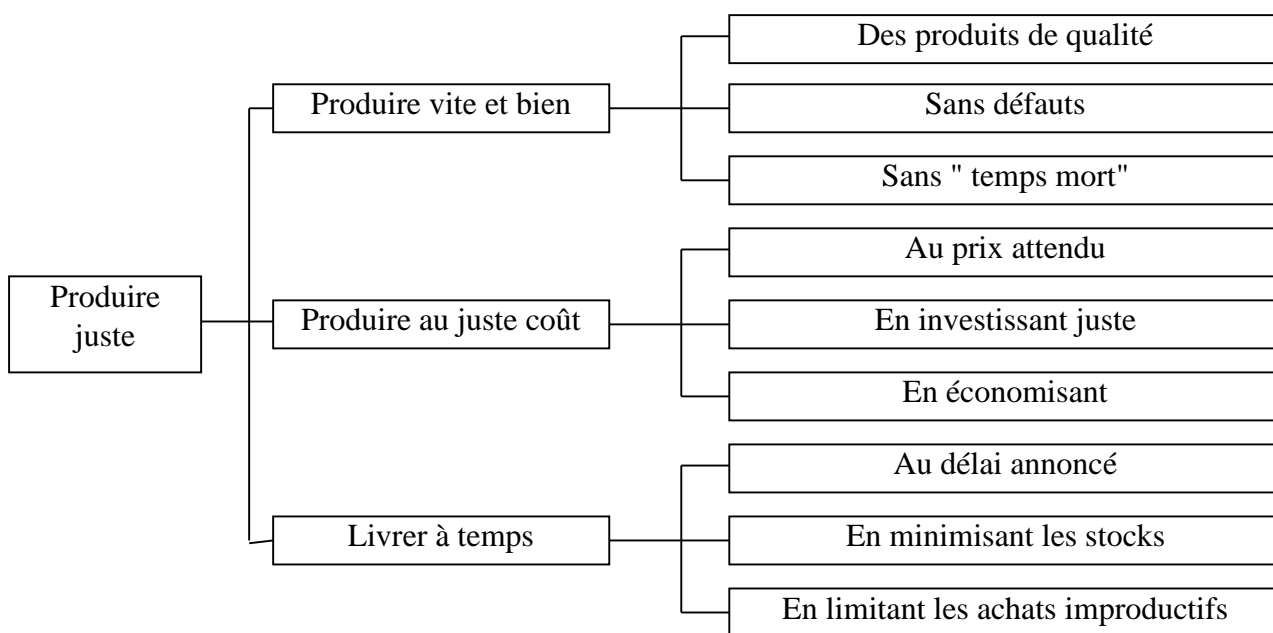 Produire
juste
Produire vite et bien
Des produits de qualité
Sans défauts
Sans " temps mort"
Produire au juste coût
Au prix attendu
En investissant juste
En économisant
Livrer à temps
Au délai annoncé
En minimisant les stocks
En limitant les achats improductifs